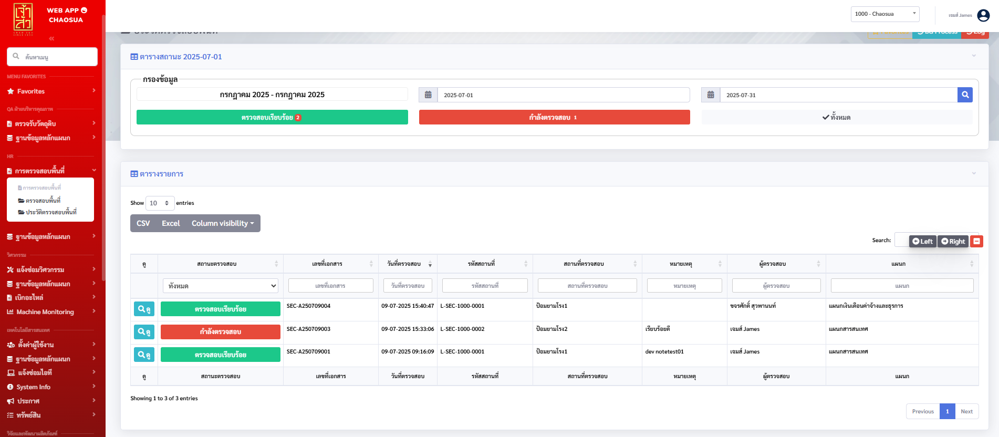 เจ้าสัว
CHAO SUA
SINCE 1958
WEB APP
CHAOSUA
ค้นหาเมนู
MENU FAVORITES
Favorites
QA ฝ่ายบริหารคุณภาพ
ตรวจรับวัตถุดิบ
ฐานข้อมูลหลักแผนก
HR
การตรวจสอบพื้นที่
การตรวจสอบพื้นที่
ตรวจสอบพื้นที่
ประวัติตรวจสอบพื้นที่
ฐานข้อมูลหลักแผนก
วิศวกรรม
แจ้งซ่อมวิศวกรรม
ฐานข้อมูลหลักแผนก
เบิกอะไหล่
Machine Monitoring
เทคโนโลยีสารสนเทศ
ตั้งค่าผู้ใช้งาน
ฐานข้อมูลหลักแผนก
แจ้งซ่อมไอที
System Info
ประกาศ
ทรัพย์สิน
วิจัยและพัฒนาผลิตภัณฑ์
1000 - Chaosua
เจมส์ James
ประวัติตรวจสอบพื้นที่
Log
ตารางสถานะ 2025-07-01
กรองข้อมูล
กรกฎาคม 2025 - กรกฎาคม 2025
2025-07-01
2025-07-31
ตรวจสอบเรียบร้อย 2
กำลังตรวจสอบ 1
ทั้งหมด
ตารางรายการ
Show 10 entries
CSV Excel Column visibility
Search:
Left Right
ดู สถานะตรวจสอบ เลขที่เอกสาร วันที่ตรวจสอบ รหัสสถานที่ สถานที่ตรวจสอบ หมายเหตุ ผู้ตรวจสอบ แผนก
ทั้งหมด เลขที่เอกสาร วันที่ตรวจสอบ รหัสสถานที่ สถานที่ตรวจสอบ หมายเหตุ ผู้ตรวจสอบ แผนก
ดู ตรวจสอบเรียบร้อย SEC-A250709004 09-07-2025 15:40:47 L-SEC-1000-0001 ป้อมยามโรง1 ขจรศักดิ์ สุวพานนท์ แผนกเงินเดือนค่าจ้างและธุรการ
ดู กำลังตรวจสอบ SEC-A250709003 09-07-2025 15:33:06 L-SEC-1000-0002 ป้อมยามโรง2 เรียบร้อยดี เจมส์ James แผนกสารสนเทศ
ดู ตรวจสอบเรียบร้อย SEC-A250709001 09-07-2025 09:16:09 L-SEC-1000-0001 ป้อมยามโรง1 dev notetest01 เจมส์ James แผนกสารสนเทศ
ดู สถานะตรวจสอบ เลขที่เอกสาร วันที่ตรวจสอบ รหัสสถานที่ สถานที่ตรวจสอบ หมายเหตุ ผู้ตรวจสอบ แผนก
Showing 1 to 3 of 3 entries
Previous 1 Next